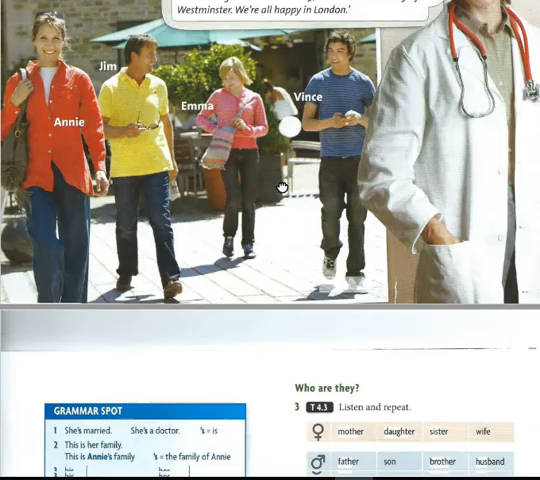 Westminster. We're all happy in London.'
Jim
Emma
Vince
Annie
Who are they?
3 T 4.3 Listen and repeat.
mother daughter sister wife
father son brother husband
GRAMMAR SPOT
1 She's married. She's a doctor. 's = is
2 This is her family.
This is Annie's family 's = the family of Annie